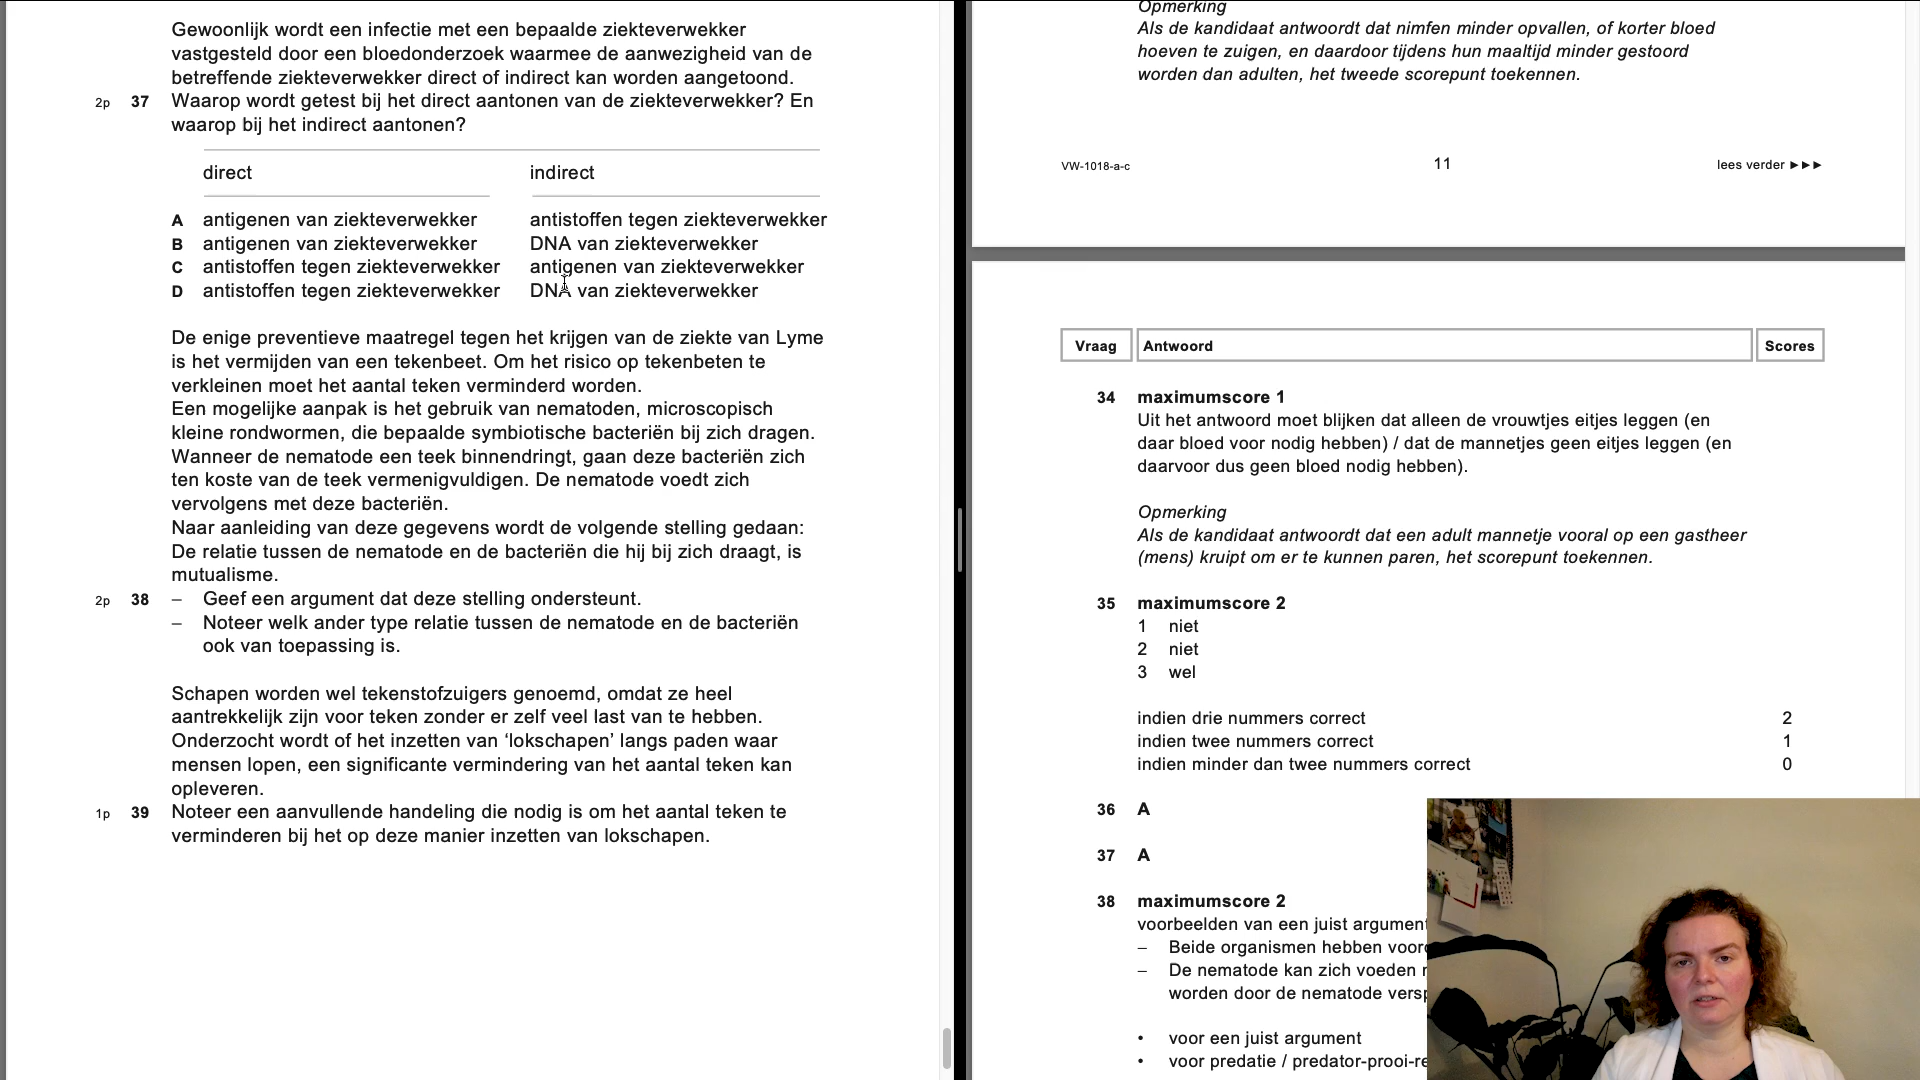 Gewoonlijk wordt een infectie met een bepaalde ziekteverwekker
vastgesteld door een bloedonderzoek waarmee de aanwezigheid van de
betreffende ziekteverwekker direct of indirect kan worden aangetoond.
2p 37 Waarop wordt getest bij het direct aantonen van de ziekteverwekker? En
waarop bij het indirect aantonen?
direct indirect
A antigenen van ziekteverwekker antistoffen tegen ziekteverwekker
B antigenen van ziekteverwekker DNA van ziekteverwekker
C antistoffen tegen ziekteverwekker antigenen van ziekteverwekker
D antistoffen tegen ziekteverwekker DNA van ziekteverwekker
De enige preventieve maatregel tegen het krijgen van de ziekte van Lyme
is het vermijden van een tekenbeet. Om het risico op tekenbeten te
verkleinen moet het aantal teken verminderd worden.
Een mogelijke aanpak is het gebruik van nematoden, microscopisch
kleine rondwormen, die bepaalde symbiotische bacteriën bij zich dragen.
Wanneer de nematode een teek binnendringt, gaan deze bacteriën zich
ten koste van de teek vermenigvuldigen. De nematode voedt zich
vervolgens met deze bacteriën.
Naar aanleiding van deze gegevens wordt de volgende stelling gedaan:
De relatie tussen de nematode en de bacteriën die hij bij zich draagt, is
mutualisme.
2p 38 – Geef een argument dat deze stelling ondersteunt.
– Noteer welk ander type relatie tussen de nematode en de bacteriën
ook van toepassing is.
Schapen worden wel tekenstofzuigers genoemd, omdat ze heel
aantrekkelijk zijn voor teken zonder er zelf veel last van te hebben.
Onderzocht wordt of het inzetten van ‘lokschapen’ langs paden waar
mensen lopen, een significante vermindering van het aantal teken kan
opleveren.
1p 39 Noteer een aanvullende handeling die nodig is om het aantal teken te
verminderen bij het op deze manier inzetten van lokschapen.
Opmerking
Als de kandidaat antwoordt dat nimfen minder opvallen, of korter bloed
hoeven te zuigen, en daardoor tijdens hun maaltijd minder gestoord
worden dan adulten, het tweede scorepunt toekennen.
VW-1018-a-c 11 lees verder ►►►
Vraag Antwoord Scores
34 maximumscore 1
Uit het antwoord moet blijken dat alleen de vrouwtjes eitjes leggen (en
daar bloed voor nodig hebben) / dat de mannetjes geen eitjes leggen (en
daarvoor dus geen bloed nodig hebben).
Opmerking
Als de kandidaat antwoordt dat een adult mannetje vooral op een gastheer
(mens) kruipt om er te kunnen paren, het scorepunt toekennen.
35 maximumscore 2
1 niet
2 niet
3 wel
indien drie nummers correct 2
indien twee nummers correct 1
indien minder dan twee nummers correct 0
36 A
37 A
38 maximumscore 2
voorbeelden van een juist argument
– Beide organismen hebben
– De nematode kan zich voeden
worden door de nematode
• voor een juist argument
• voor predatie /